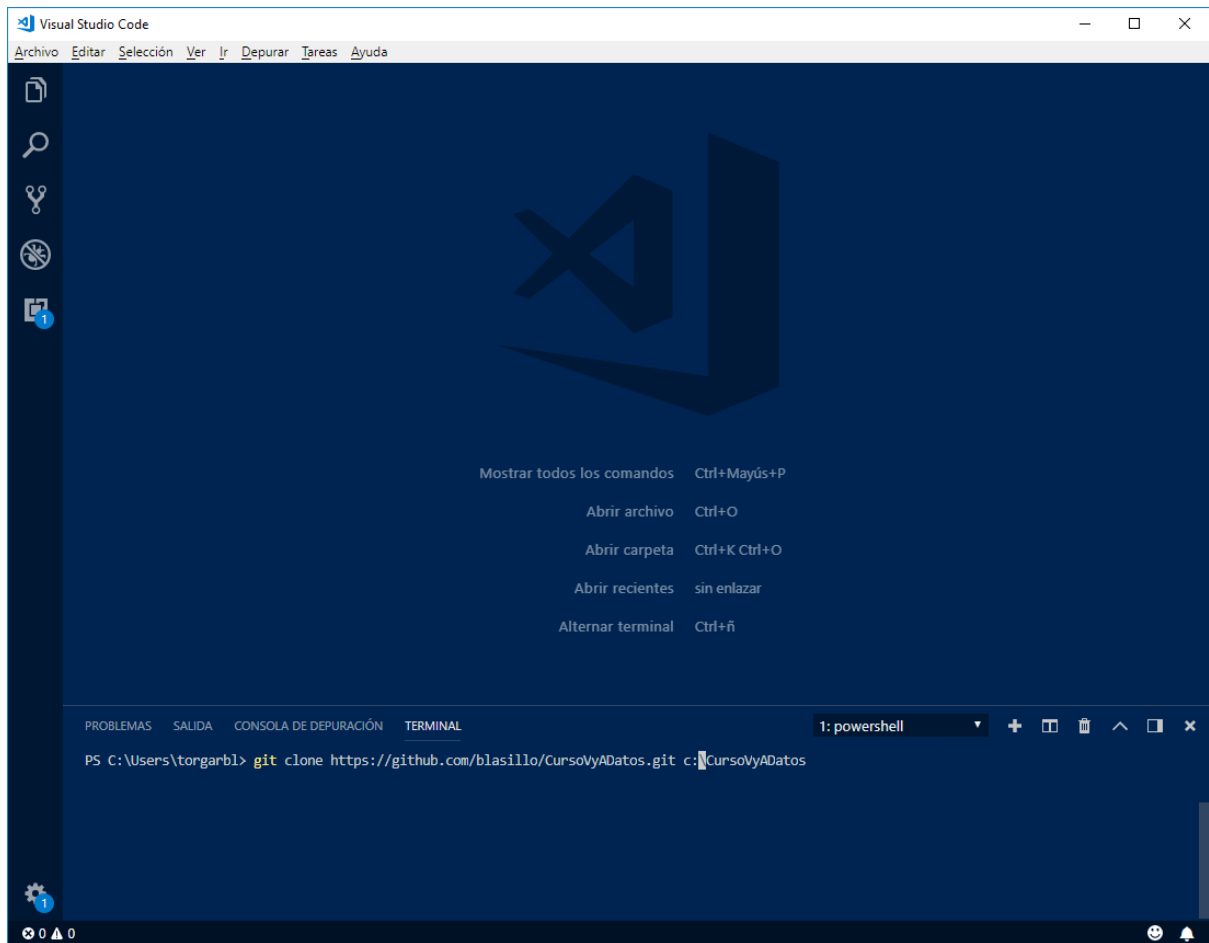 Visual Studio Code
Archivo Editar Selección Ver Ir Depurar Tareas Ayuda
1
Mostrar todos los comandos Ctrl+Mayús+P
Abrir archivo Ctrl+O
Abrir carpeta Ctrl+K Ctrl+O
Abrir recientes sin enlazar
Alternar terminal Ctrl+ñ
PROBLEMAS SALIDA CONSOLA DE DEPURACIÓN TERMINAL 1: powershell
PS C:\Users\torgarbl> git clone https://github.com/blasillo/CursoVyADatos.git c:\CursoVyADatos
1
0 0